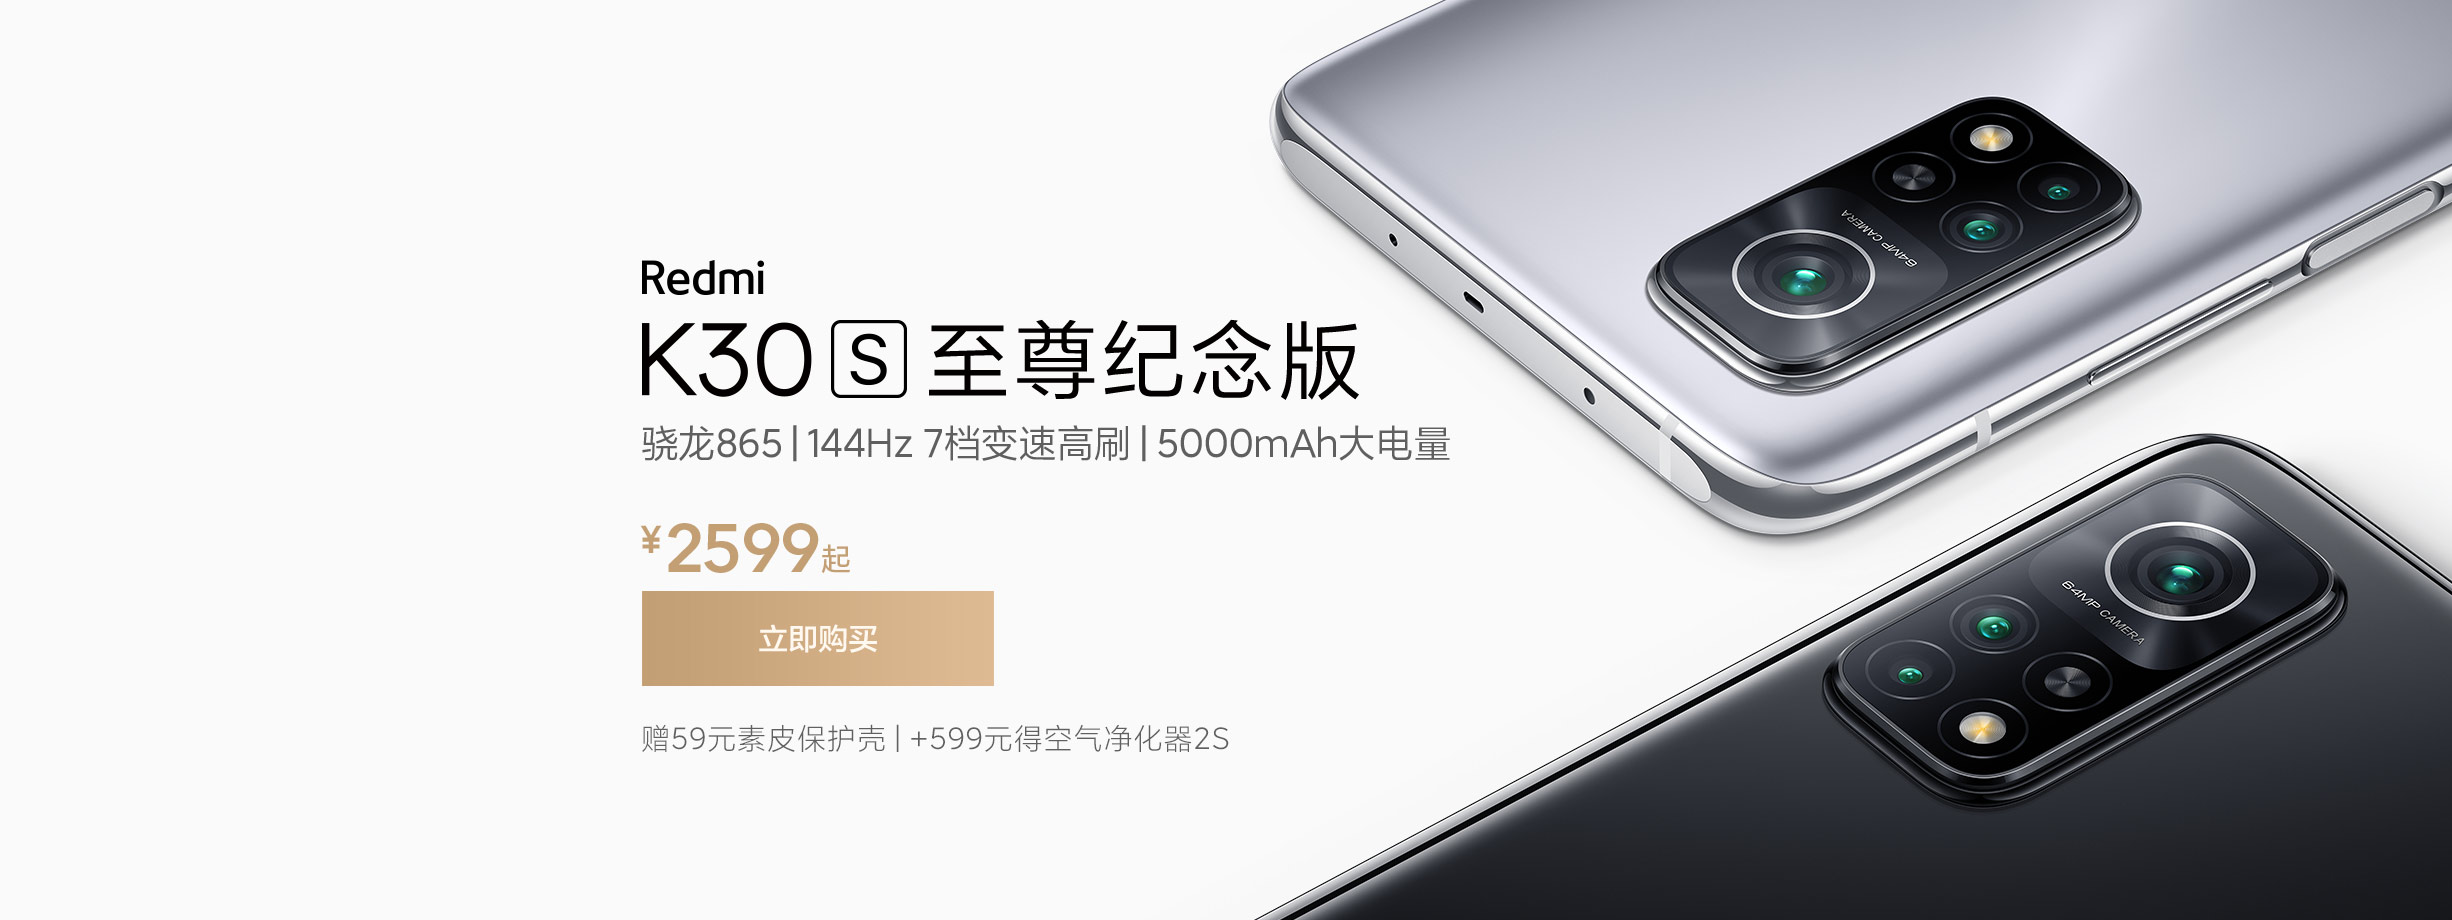 Redmi
K30 S 至尊纪念版
骁龙865 | 144Hz 7档变速高刷 | 5000mAh大电量
¥2599起
立即购买
赠59元素皮保护壳 | +599元得空气净化器2S
64MP CAMERA
64MP CAMERA